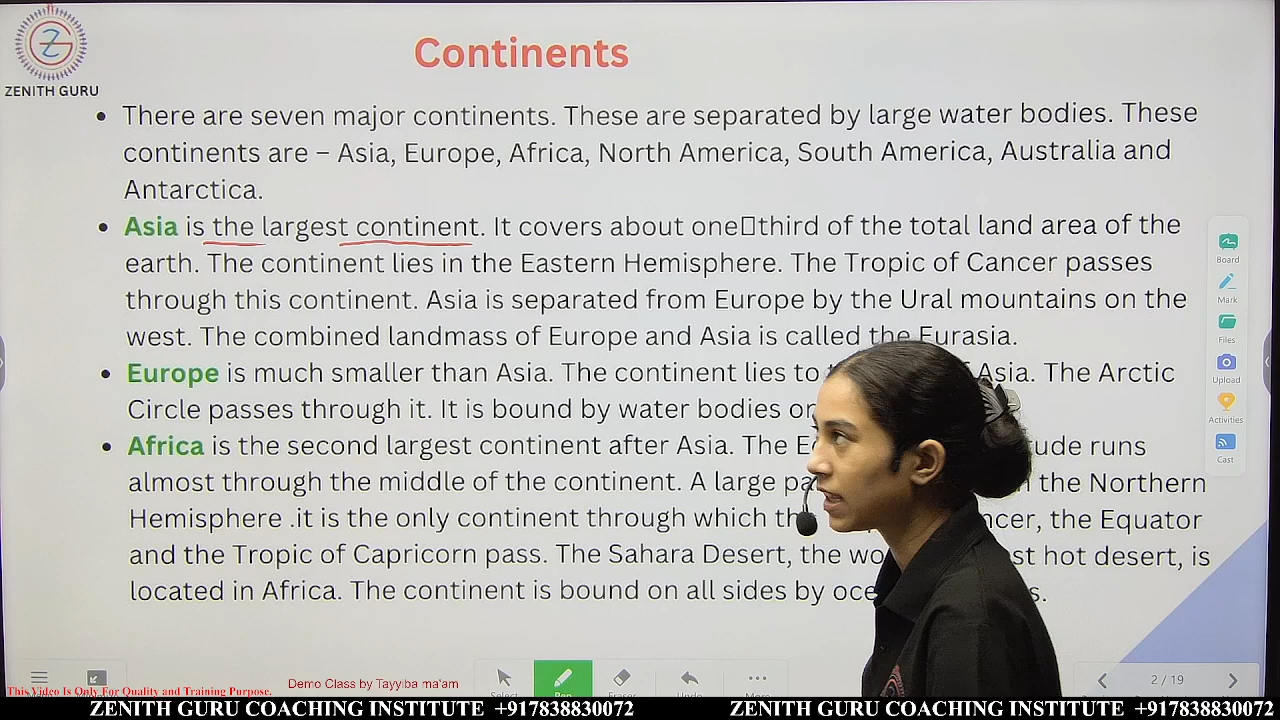 Continents
ZENITH GURU
• There are seven major continents. These are separated by large water bodies. These
continents are – Asia, Europe, Africa, North America, South America, Australia and
Antarctica.
• Asia is the largest continent. It covers about one□third of the total land area of the
earth. The continent lies in the Eastern Hemisphere. The Tropic of Cancer passes
through this continent. Asia is separated from Europe by the Ural mountains on the
west. The combined landmass of Europe and Asia is called the Eurasia.
• Europe is much smaller than Asia. The continent lies to Asia. The Arctic
Circle passes through it. It is bound by water bodies
• Africa is the second largest continent after Asia. The runs
almost through the middle of the continent. A large the Northern
Hemisphere .it is the only continent through which the Equator
and the Tropic of Capricorn pass. The Sahara Desert, the hot desert, is
located in Africa. The continent is bound on all sides by
Board
Mark
Files
Upload
Activities
Cast
Select
Pen
Eraser
Undo
More
2 / 19
This Video Is Only For Quality and Training Purpose.
Demo Class by Tayyiba ma'am
ZENITH GURU COACHING INSTITUTE +917838830072
ZENITH GURU COACHING INSTITUTE +917838830072